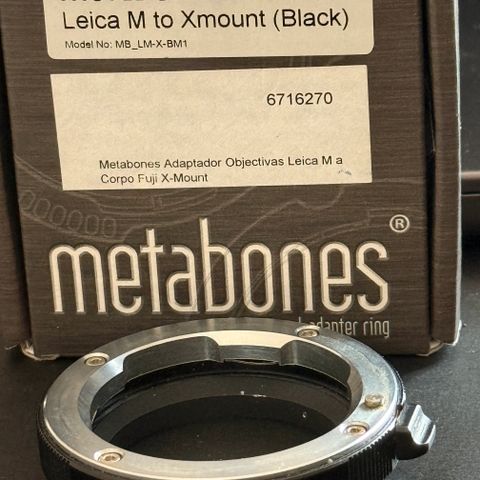 Leica M to Xmount (Black)
Model No: MB_LM-X-BM1
6716270
Metabones Adaptador Objectivas Leica M a
Corpo Fuji X-Mount
metabones®
adapter ring